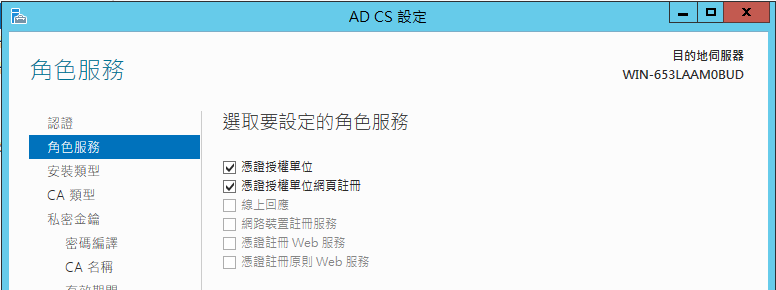 AD CS 設定
角色服務
目的地伺服器
WIN-653LAAM0BUD
認證
角色服務
安裝類型
CA 類型
私密金鑰
密碼編譯
CA 名稱
有效期間
選取要設定的角色服務
憑證授權單位
憑證授權單位網頁註冊
線上回應
網路裝置註冊服務
憑證註冊 Web 服務
憑證註冊原則 Web 服務